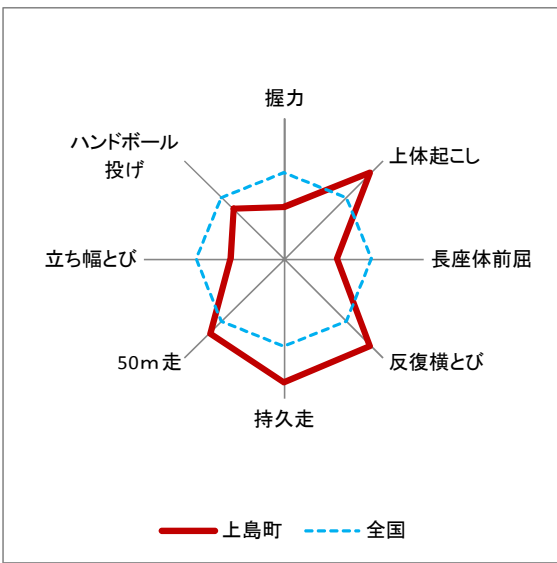 握力
上体起こし
長座体前屈
反復横とび
持久走
50m走
立ち幅とび
ハンドボール
投げ
上島町
全国